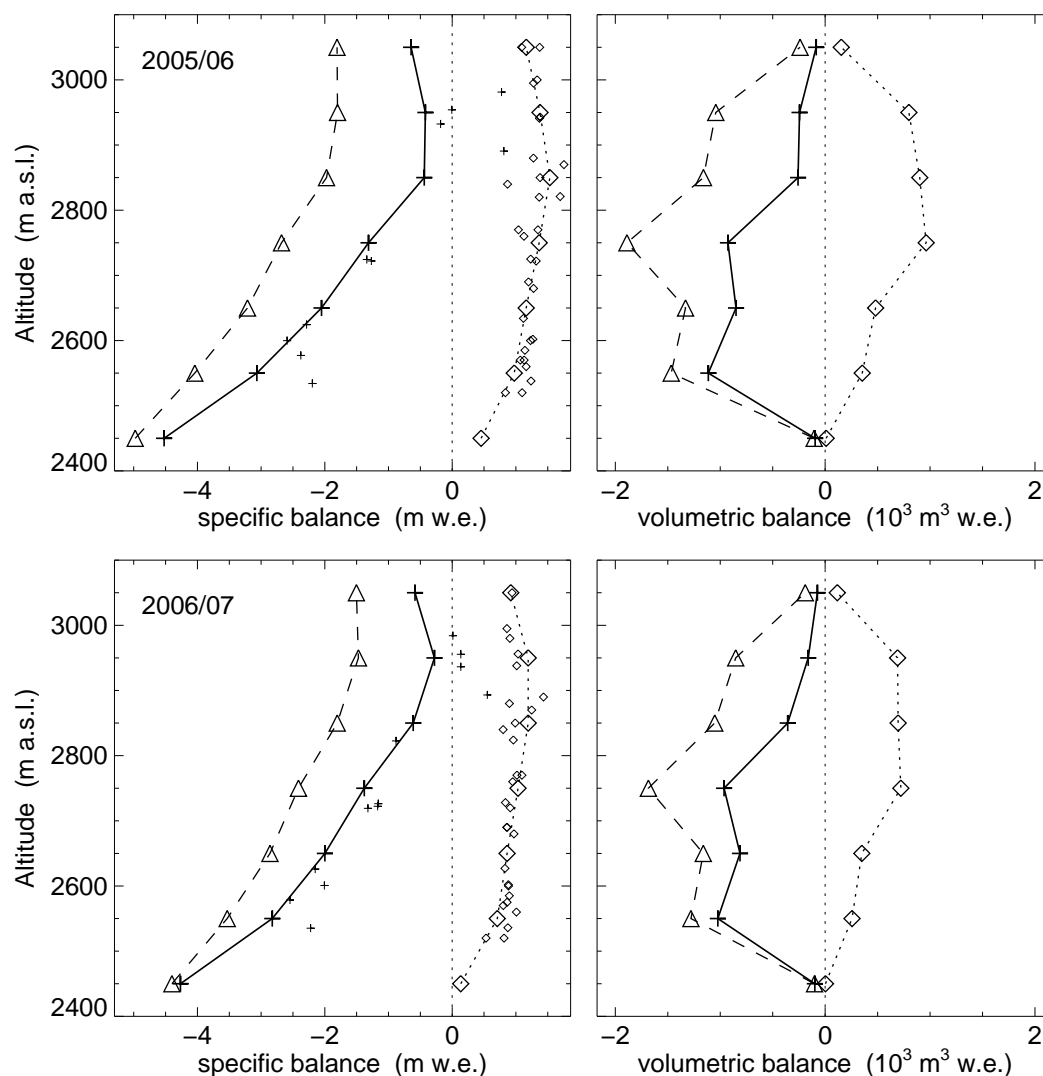 2005/06
Altitude (m a.s.l.)
3000
2800
2600
2400
−4 −2 0
specific balance (m w.e.)
−2 0 2
volumetric balance (10³ m³ w.e.)
2006/07
Altitude (m a.s.l.)
3000
2800
2600
2400
−4 −2 0
specific balance (m w.e.)
−2 0 2
volumetric balance (10³ m³ w.e.)